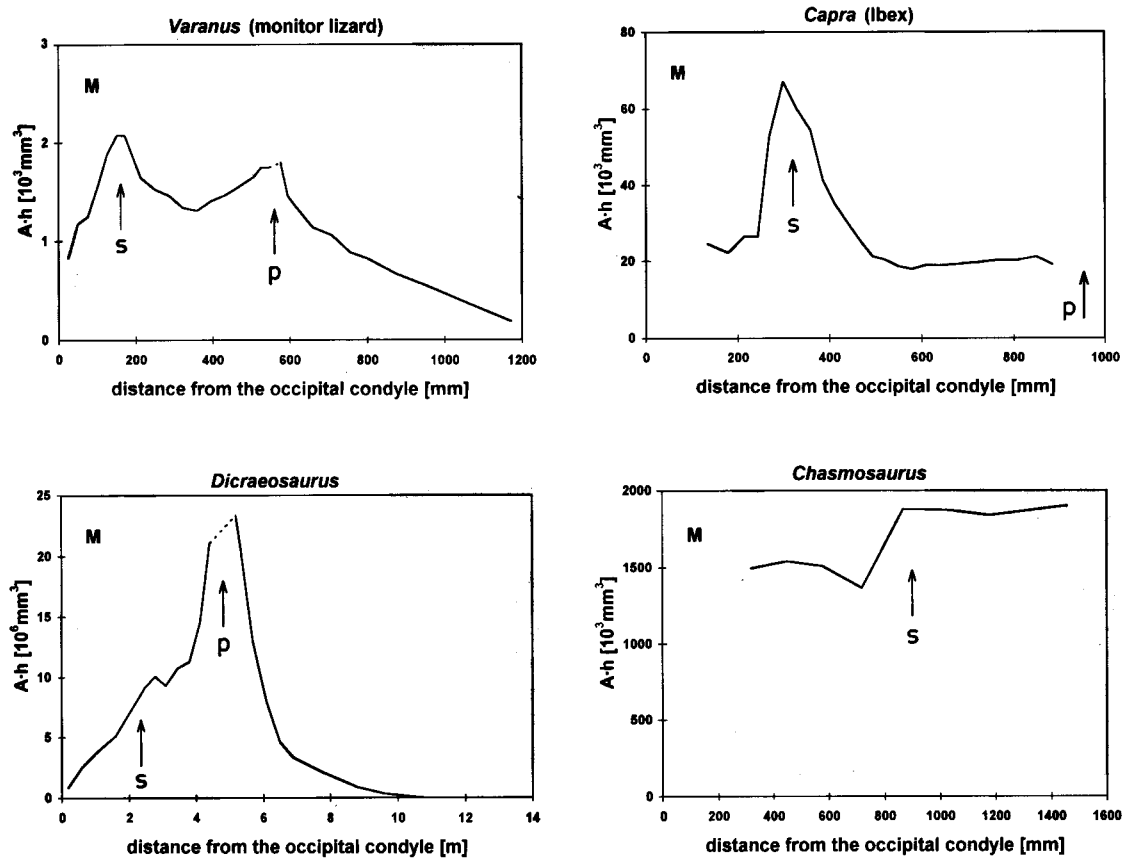 Varanus (monitor lizard)
3
2
1
0
A·h [10³mm³]
M
s
p
0 200 400 600 800 1000 1200
distance from the occipital condyle [mm]
Capra (Ibex)
80
60
40
20
0
A·h [10³mm³]
M
s
p
0 200 400 600 800 1000
distance from the occipital condyle [mm]
Dicraeosaurus
25
20
15
10
5
0
A·h [10⁶mm³]
M
s
p
0 2 4 6 8 10 12 14
distance from the occipital condyle [m]
Chasmosaurus
2000
1500
1000
500
0
A·h [10³mm³]
M
s
0 200 400 600 800 1000 1200 1400 1600
distance from the occipital condyle [mm]